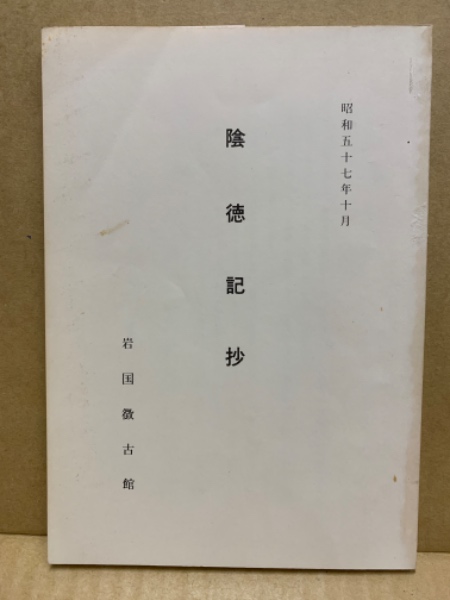 昭和五十七年十月
陰徳記抄
岩国徴古館